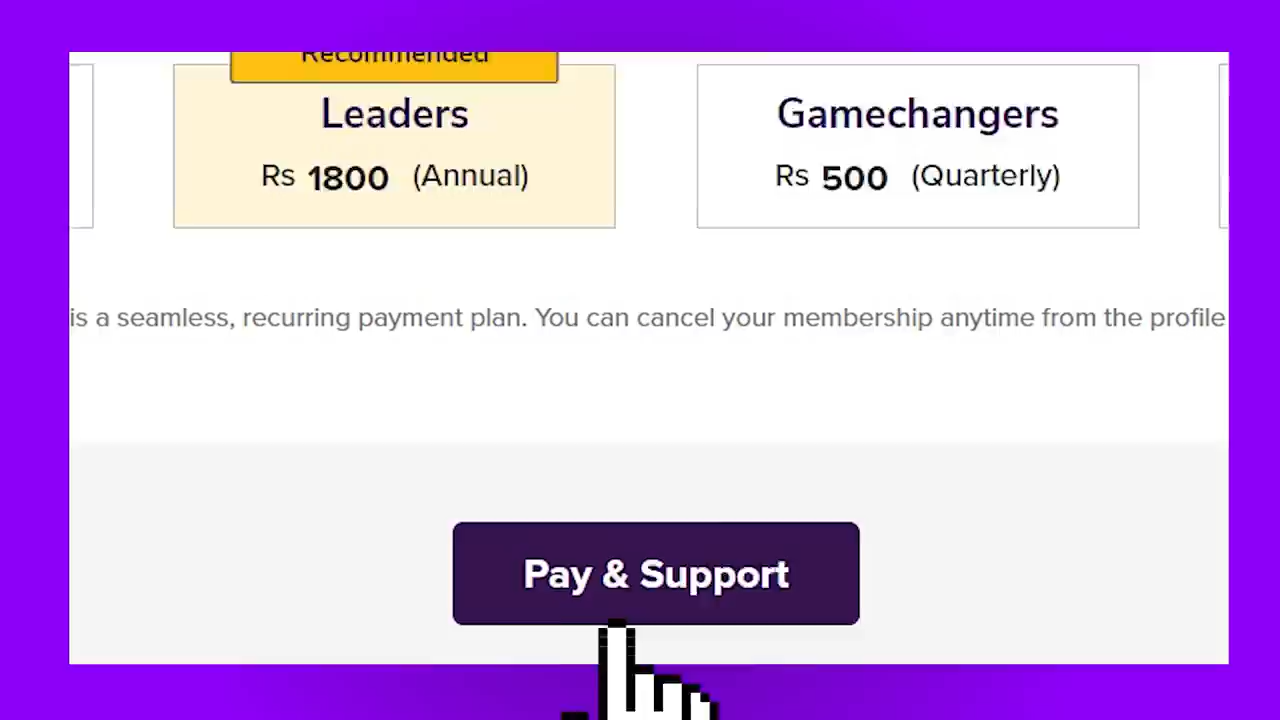 Recommended
Leaders
Gamechangers
Rs 1800 (Annual)
Rs 500 (Quarterly)
is a seamless, recurring payment plan. You can cancel your membership anytime from the profile
Pay & Support